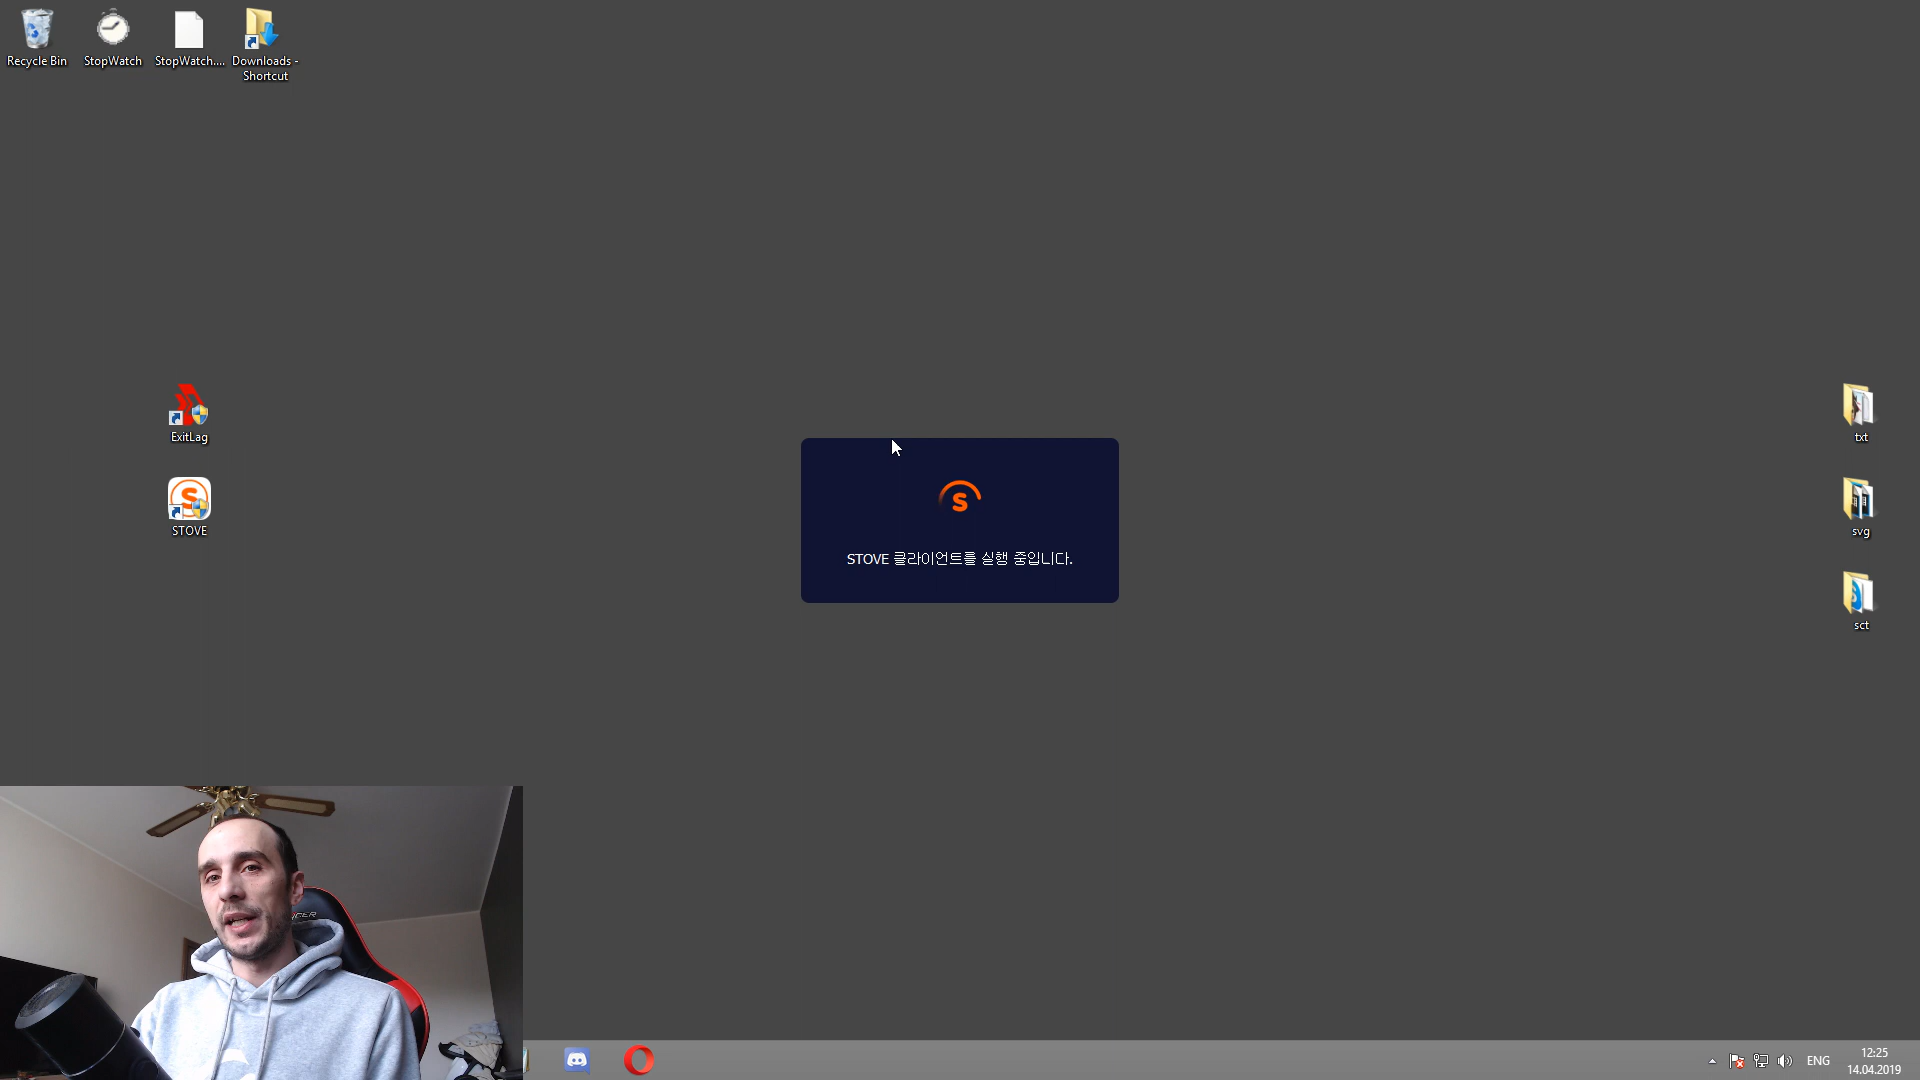 Recycle Bin
StopWatch
StopWatch....
Downloads -
Shortcut
ExitLag
STOVE
S
STOVE 클라이언트를 실행 중입니다.
txt
svg
sct
ENG
12:25
14.04.2019